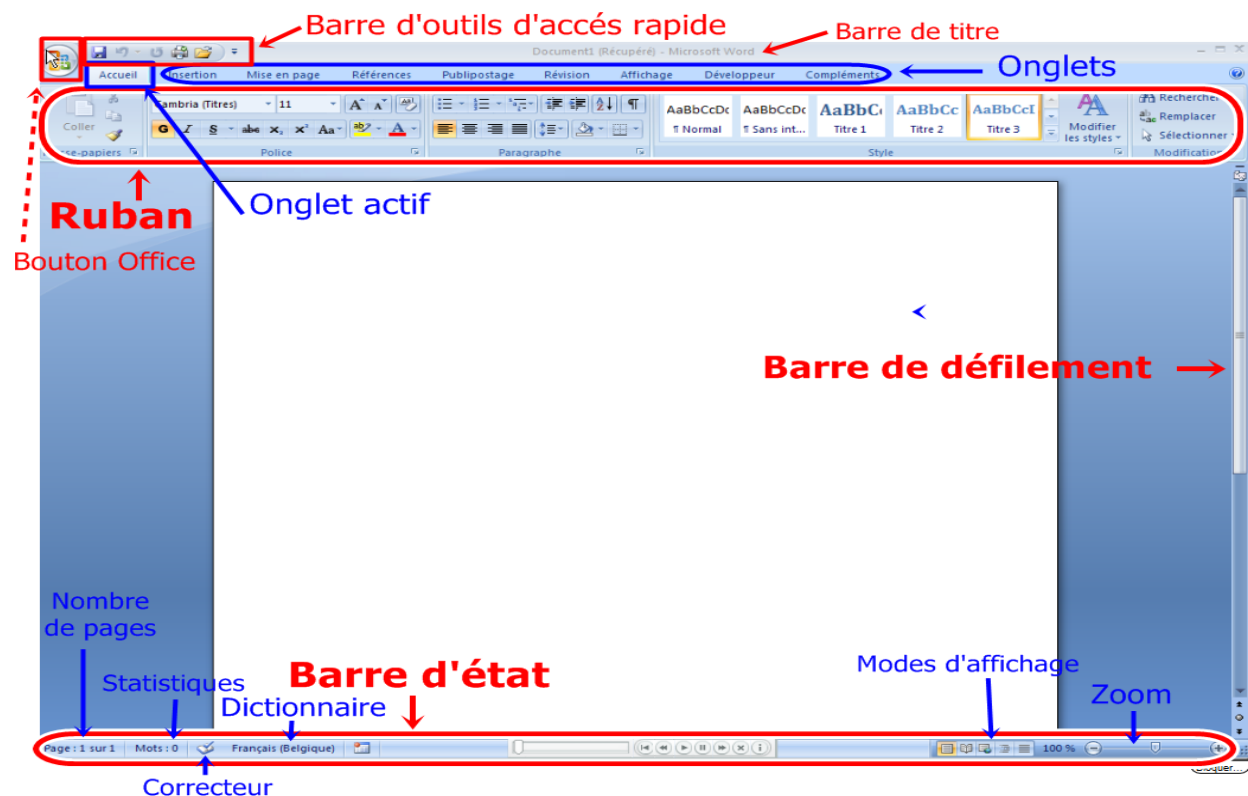 Barre d'outils d'accés rapide
Barre de titre
Document1 (Récupéré) - Microsoft Word
Onglets
Accueil Insertion Mise en page Références Publipostage Révision Affichage Développeur Compléments
Cambria (Titres) 11
Coller
G I S abc x, x² Aa A
AaBbCcDc AaBbCcDc AaBbC AaBbCc AaBbCcI
¶ Normal ¶ Sans int... Titre 1 Titre 2 Titre 3
Modifier les styles
Rechercher
Remplacer
Sélectionner
Police Paragraphe Style Modification
Ruban
Onglet actif
Bouton Office
Barre de défilement
Nombre
de pages
Statistiques
Barre d'état
Dictionnaire
Modes d'affichage
Zoom
Page : 1 sur 1 Mots : 0 Français (Belgique) 100 %
Correcteur